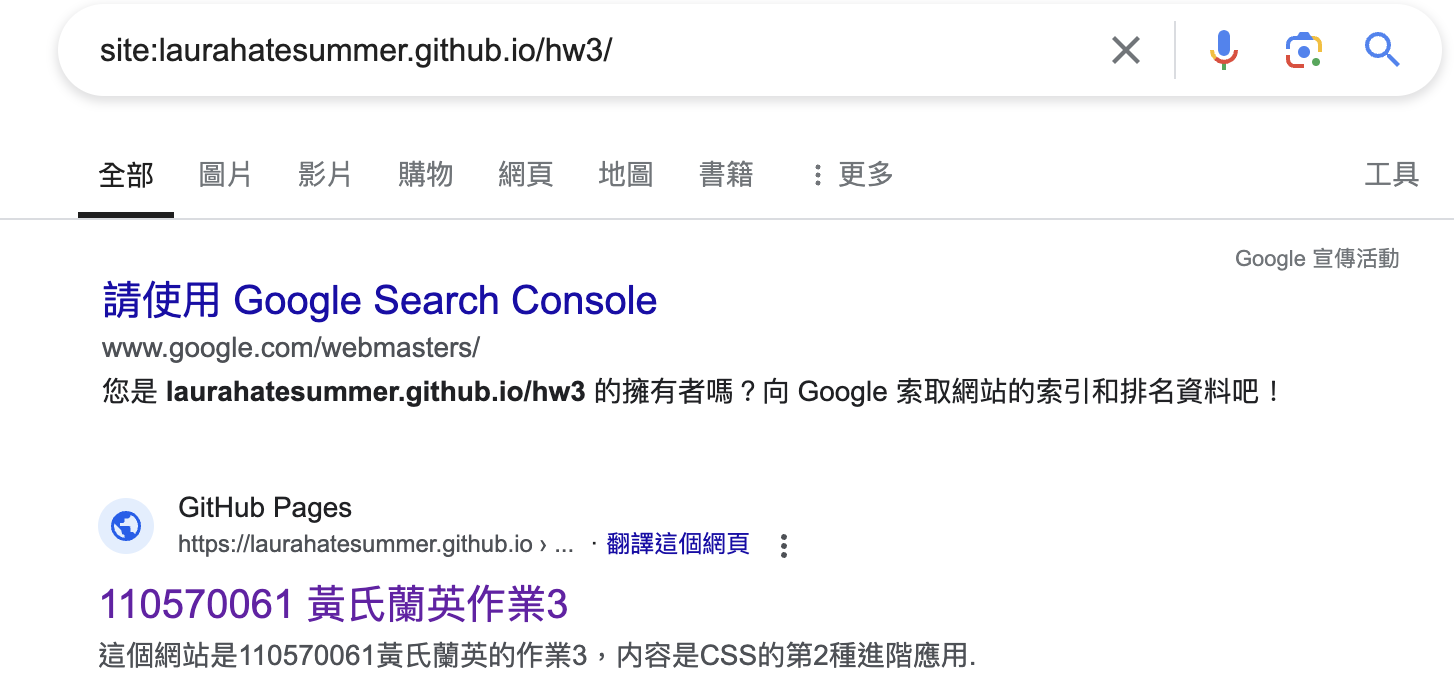 site:laurahatesummer.github.io/hw3/
全部 圖片 影片 購物 網頁 地圖 書籍 ⋮ 更多 工具
Google 宣傳活動
請使用 Google Search Console
www.google.com/webmasters/
您是 laurahatesummer.github.io/hw3 的擁有者嗎？向 Google 索取網站的索引和排名資料吧！
GitHub Pages
https://laurahatesummer.github.io › ... · 翻譯這個網頁
110570061 黃氏蘭英作業3
這個網站是110570061黃氏蘭英的作業3，内容是CSS的第2種進階應用.